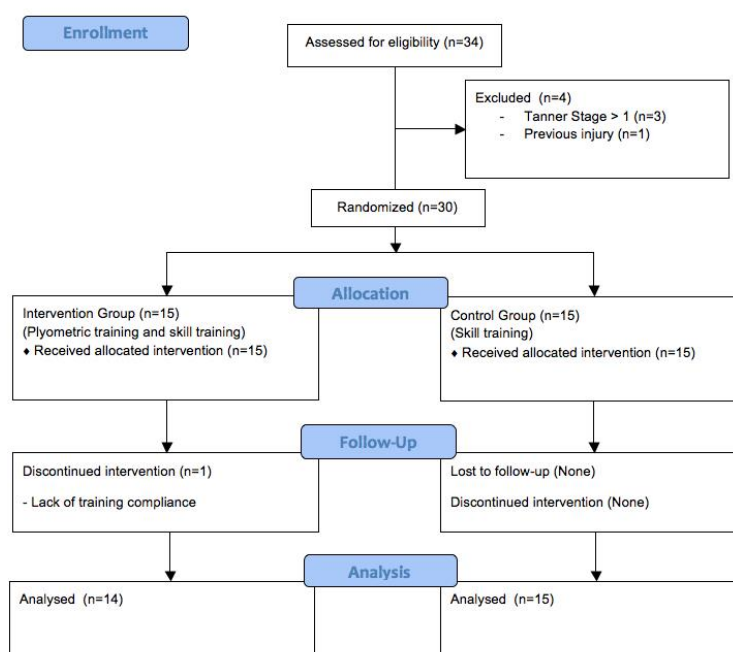 Enrollment
Assessed for eligibility (n=34)
Excluded (n=4)
- Tanner Stage > 1 (n=3)
- Previous injury (n=1)
Randomized (n=30)
Allocation
Intervention Group (n=15)
(Plyometric training and skill training)
♦ Received allocated intervention (n=15)
Control Group (n=15)
(Skill training)
♦ Received allocated intervention (n=15)
Follow-Up
Discontinued intervention (n=1)
- Lack of training compliance
Lost to follow-up (None)
Discontinued intervention (None)
Analysis
Analysed (n=14)
Analysed (n=15)